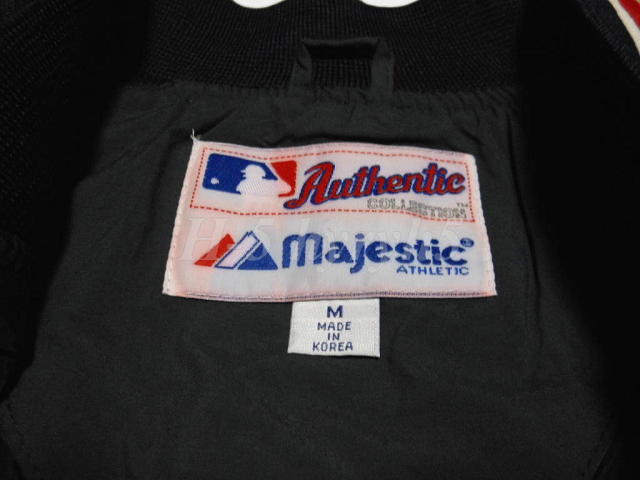 Authentic
COLLECTION™
Majestic®
ATHLETIC
M
MADE
IN
KOREA